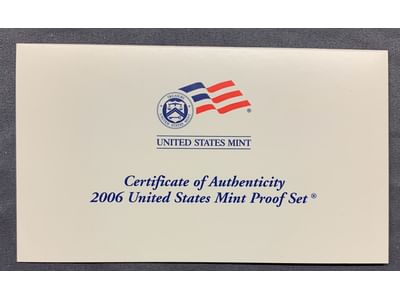 ®
UNITED STATES MINT
Certificate of Authenticity
2006 United States Mint Proof Set ®